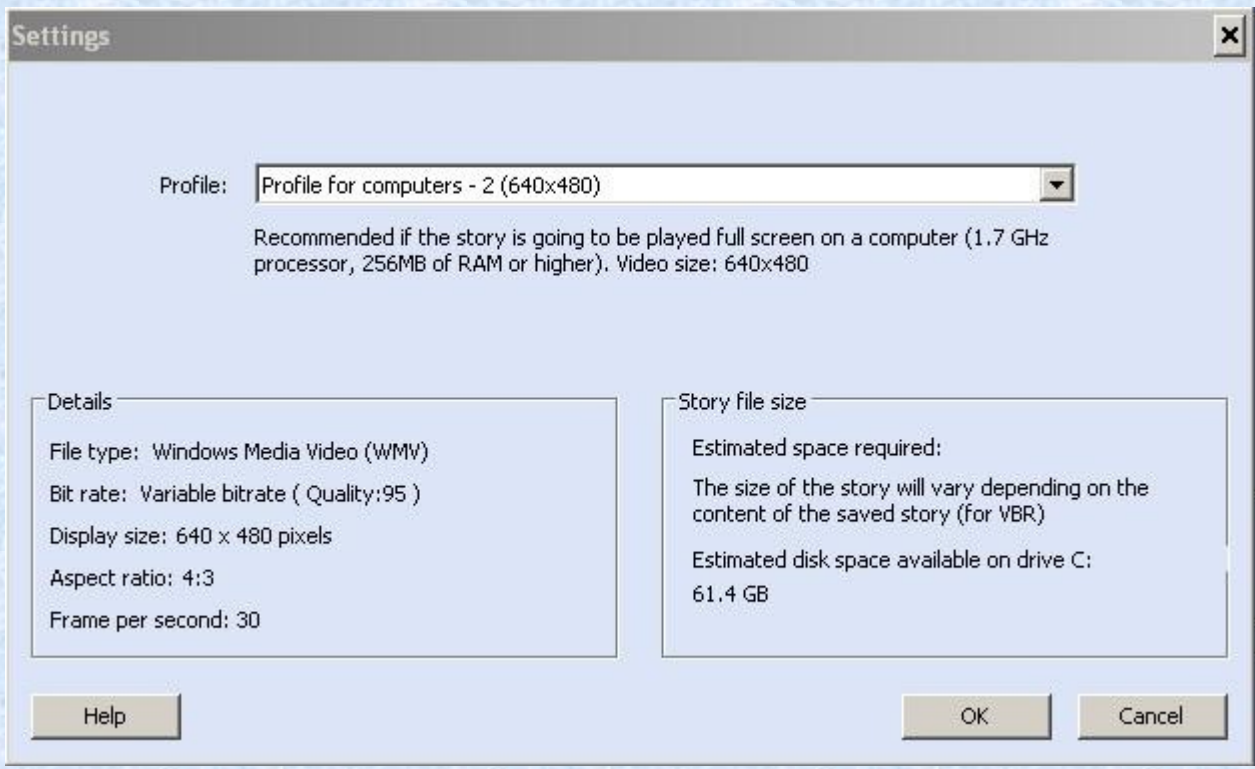 Settings
Profile: Profile for computers - 2 (640x480)
Recommended if the story is going to be played full screen on a computer (1.7 GHz
processor, 256MB of RAM or higher). Video size: 640x480
Details
File type: Windows Media Video (WMV)
Bit rate: Variable bitrate ( Quality:95 )
Display size: 640 x 480 pixels
Aspect ratio: 4:3
Frame per second: 30
Story file size
Estimated space required:
The size of the story will vary depending on the
content of the saved story (for VBR)
Estimated disk space available on drive C:
61.4 GB
Help
OK
Cancel